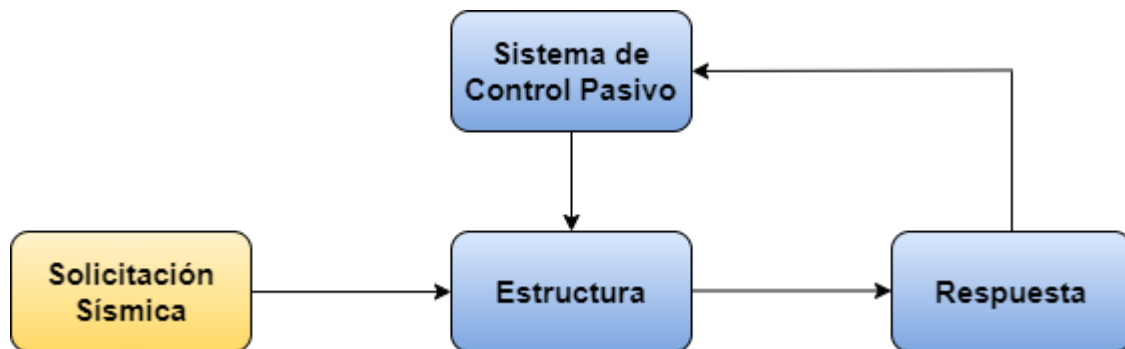 Sistema de
Control Pasivo
Solicitación
Sísmica
Estructura
Respuesta